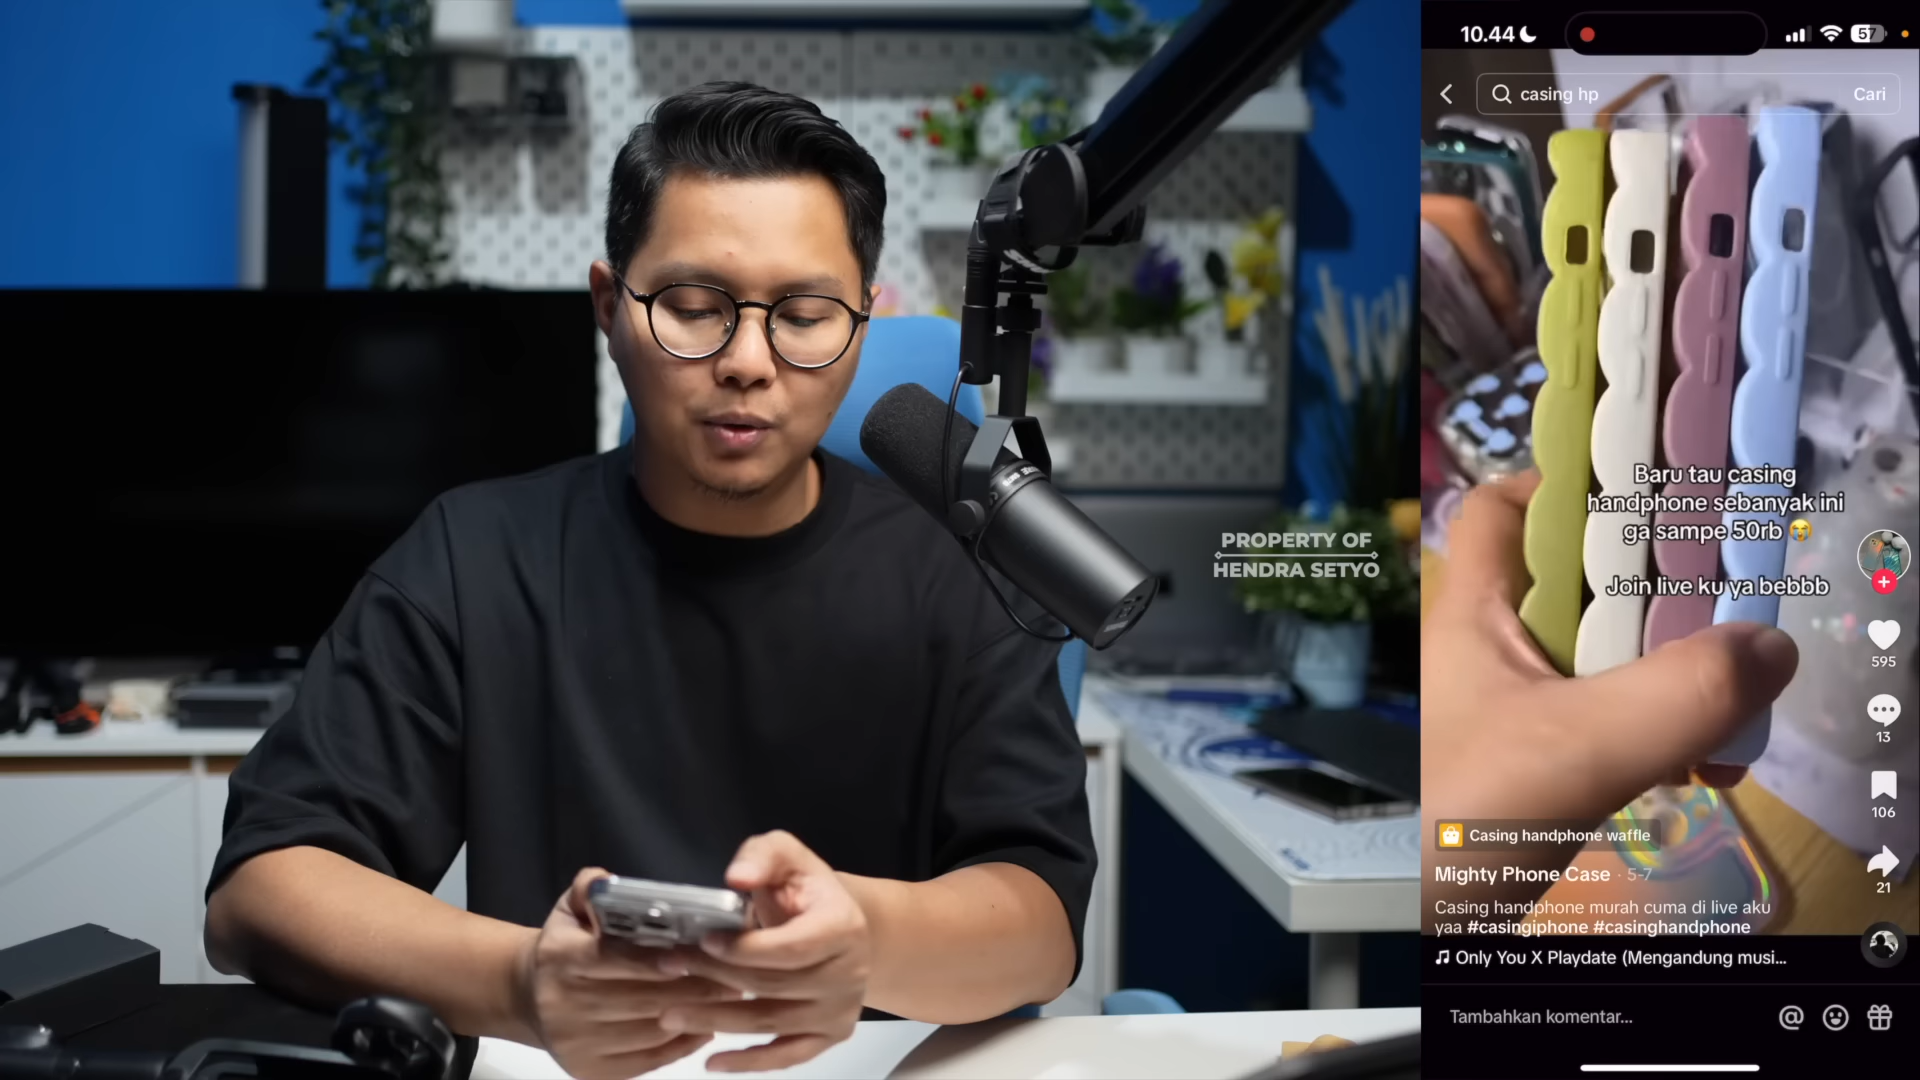 PROPERTY OF
HENDRA SETYO
10.44
57
casing hp
Cari
Baru tau casing
handphone sebanyak ini
ga sampe 50rb 😭
Join live ku ya bebbb
595
13
106
21
Casing handphone waffle
Mighty Phone Case · 5-7
Casing handphone murah cuma di live aku
yaa #casingiphone #casinghandphone
Only You X Playdate (Mengandung musi...
Tambahkan komentar...